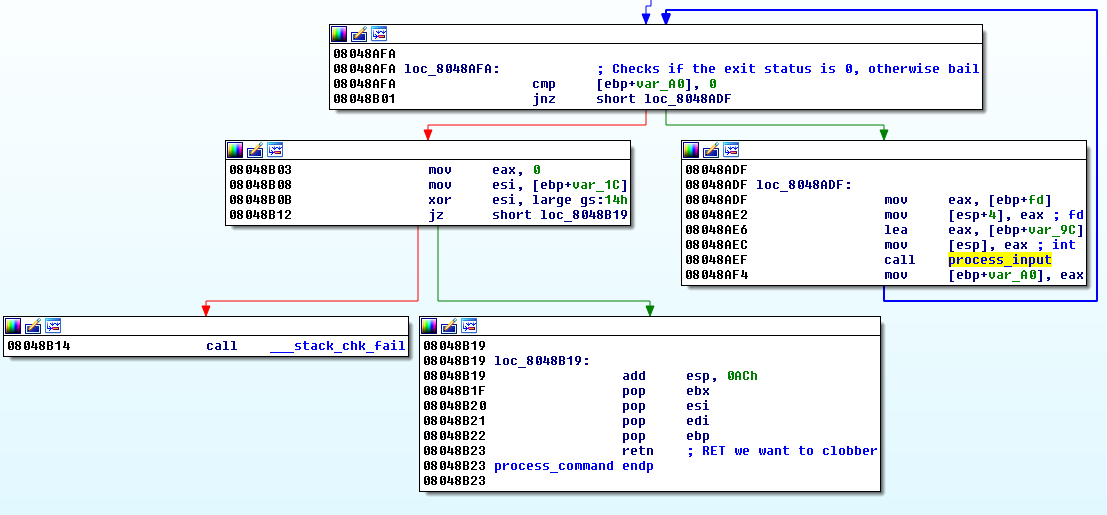 08048AFA
08048AFA loc_8048AFA: ; Checks if the exit status is 0, otherwise bail
08048AFA cmp [ebp+var_A0], 0
08048B01 jnz short loc_8048ADF
08048B03 mov eax, 0
08048B08 mov esi, [ebp+var_1C]
08048B0B xor esi, large gs:14h
08048B12 jz short loc_8048B19
08048ADF
08048ADF loc_8048ADF:
08048ADF mov eax, [ebp+fd]
08048AE2 mov [esp+4], eax ; fd
08048AE6 lea eax, [ebp+var_9C]
08048AEC mov [esp], eax ; int
08048AEF call process_input
08048AF4 mov [ebp+var_A0], eax
08048B14 call ___stack_chk_fail
08048B19
08048B19 loc_8048B19:
08048B19 add esp, 0ACh
08048B1F pop ebx
08048B20 pop esi
08048B21 pop edi
08048B22 pop ebp
08048B23 retn ; RET we want to clobber
08048B23 process_command endp
08048B23